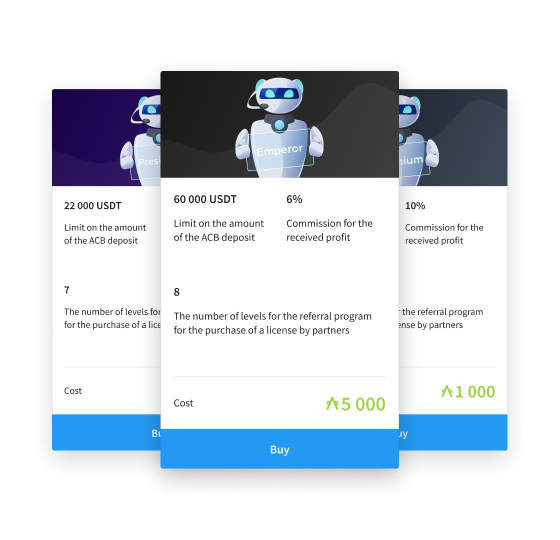 Presi
22 000 USDT
Limit on the amount
of the ACB deposit
7
The number of levels for
for the purchase of a lice
Cost
Bu
Emperor
60 000 USDT
6%
Limit on the amount
of the ACB deposit
Commission for the
received profit
8
The number of levels for the referral program
for the purchase of a license by partners
Cost
5 000
Buy
ium
10%
Commission for the
received profit
r the referral program
ense by partners
1 000
uy